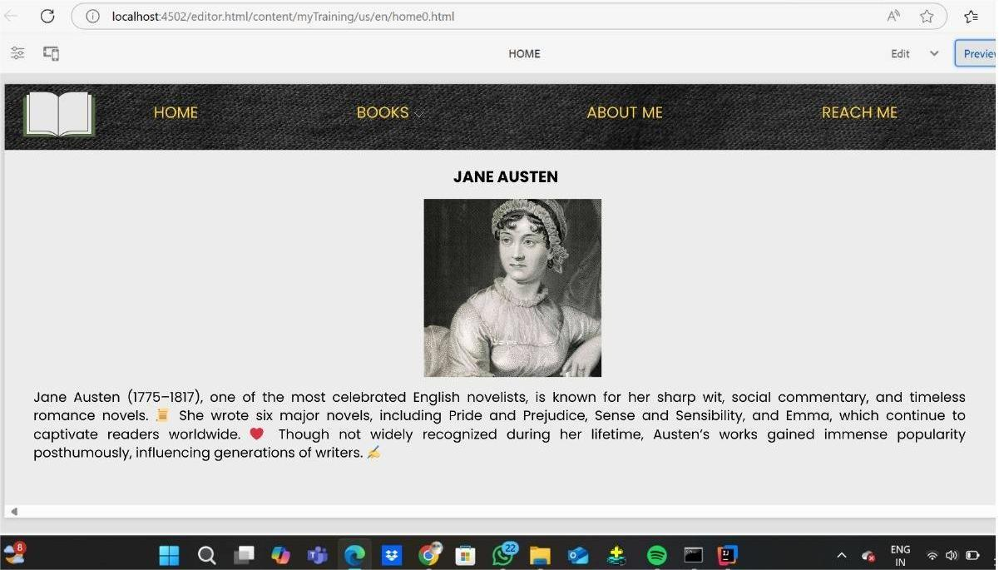 localhost:4502/editor.html/content/myTraining/us/en/home0.html
HOME
Edit
Preview
HOME
BOOKS
ABOUT ME
REACH ME
JANE AUSTEN
Jane Austen (1775–1817), one of the most celebrated English novelists, is known for her sharp wit, social commentary, and timeless
romance novels. 📜 She wrote six major novels, including Pride and Prejudice, Sense and Sensibility, and Emma, which continue to
captivate readers worldwide. ❤️ Though not widely recognized during her lifetime, Austen’s works gained immense popularity
posthumously, influencing generations of writers. ✍️
8
22
ENG
IN